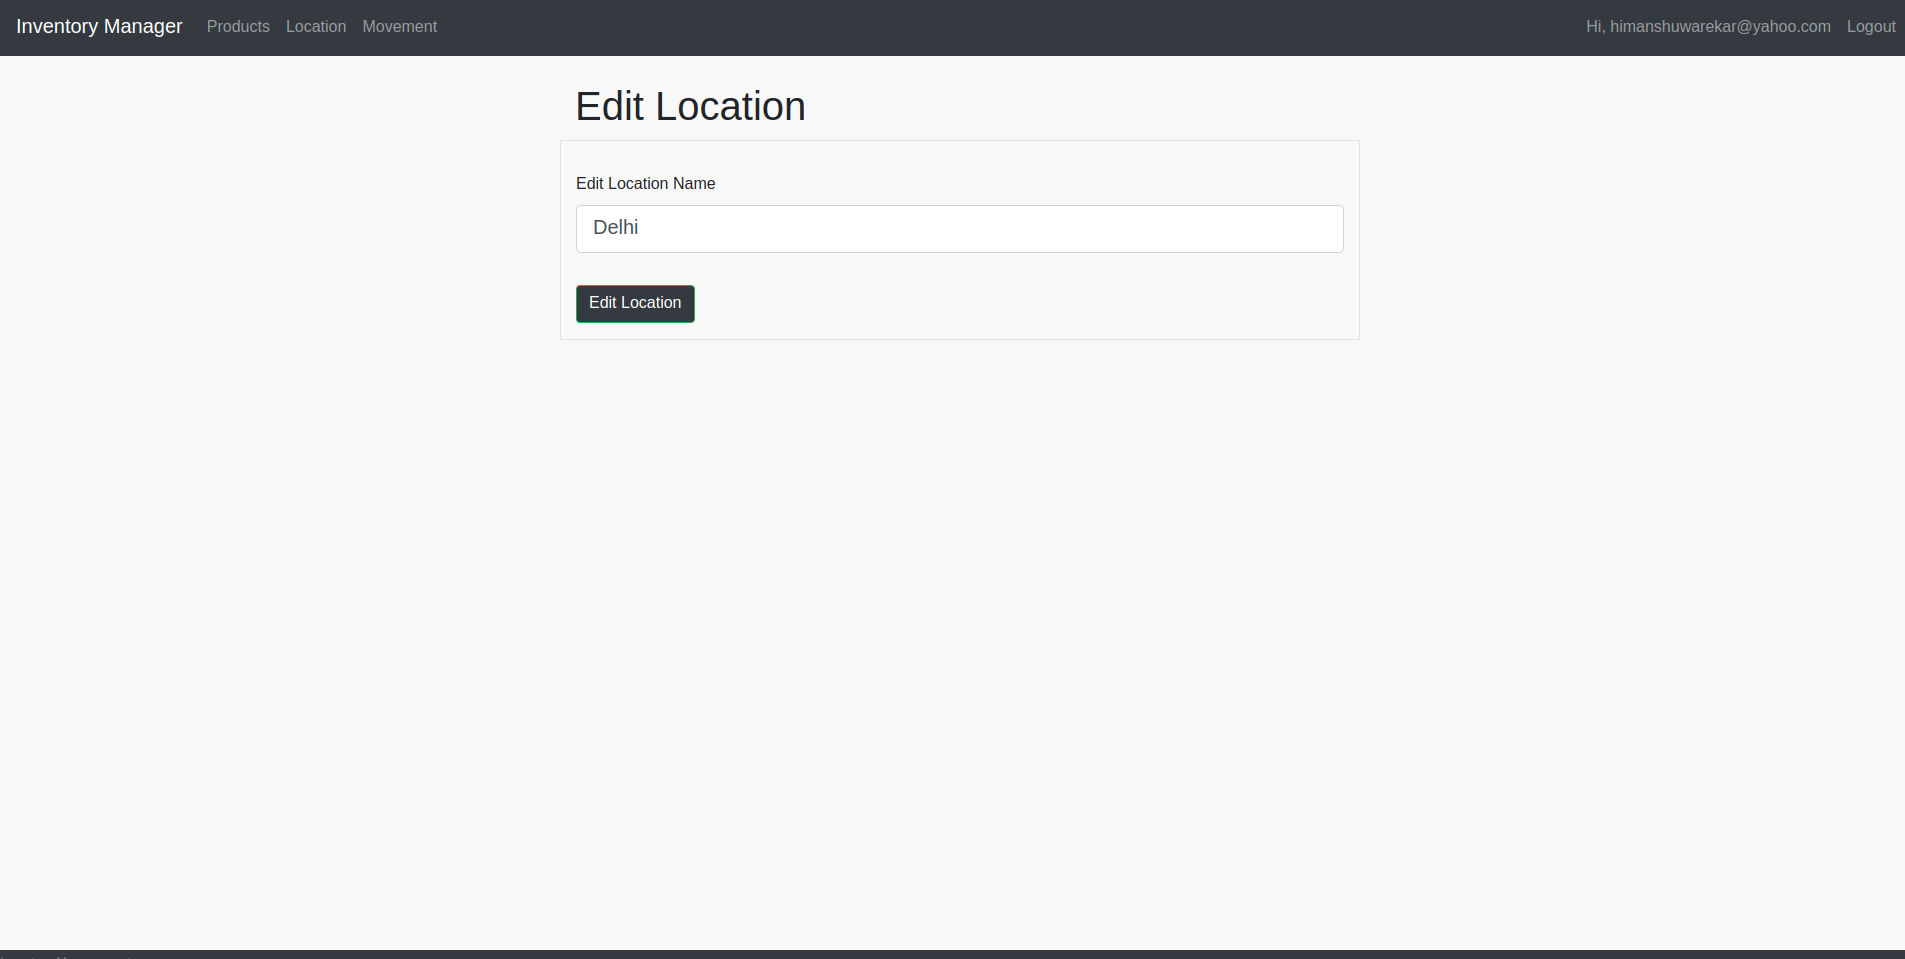 Inventory Manager Products Location Movement Hi, himanshuwarekar@yahoo.com Logout
Edit Location
Edit Location Name
Delhi
Edit Location